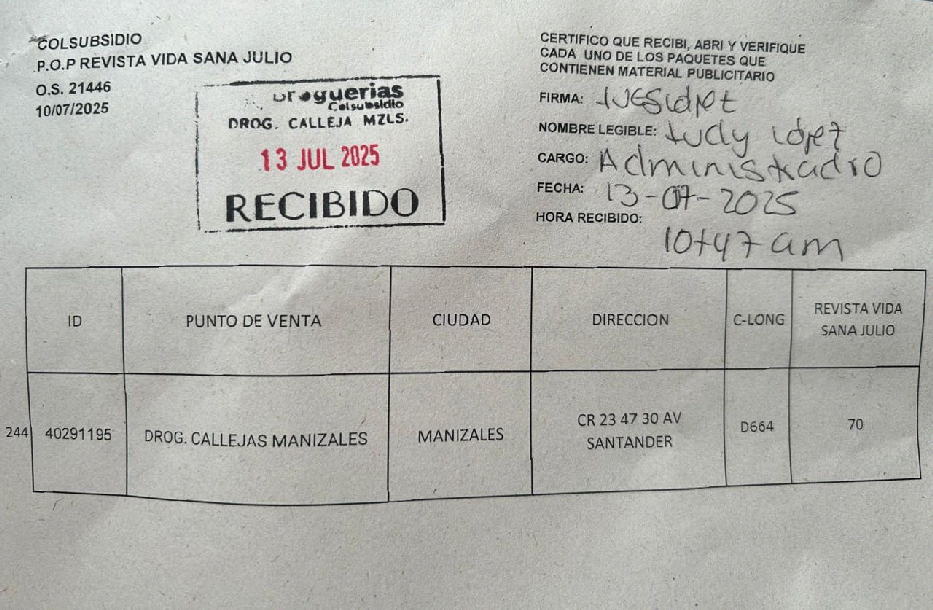 COLSUBSIDIO
P.O.P REVISTA VIDA SANA JULIO
O.S. 21446
10/07/2025
Droguerias
Colsubsidio
DROG. CALLEJA MZLS.
13 JUL 2025
RECIBIDO
CERTIFICO QUE RECIBI, ABRI Y VERIFIQUE
CADA UNO DE LOS PAQUETES QUE
CONTIENEN MATERIAL PUBLICITARIO
FIRMA:
NOMBRE LEGIBLE: Ludy López
CARGO: Administradro
FECHA: 13-07-2025
HORA RECIBIDO:
10+47 am
ID PUNTO DE VENTA CIUDAD DIRECCION C-LONG REVISTA VIDA
SANA JULIO
244 40291195 DROG. CALLEJAS MANIZALES MANIZALES CR 23 47 30 AV
SANTANDER D664 70